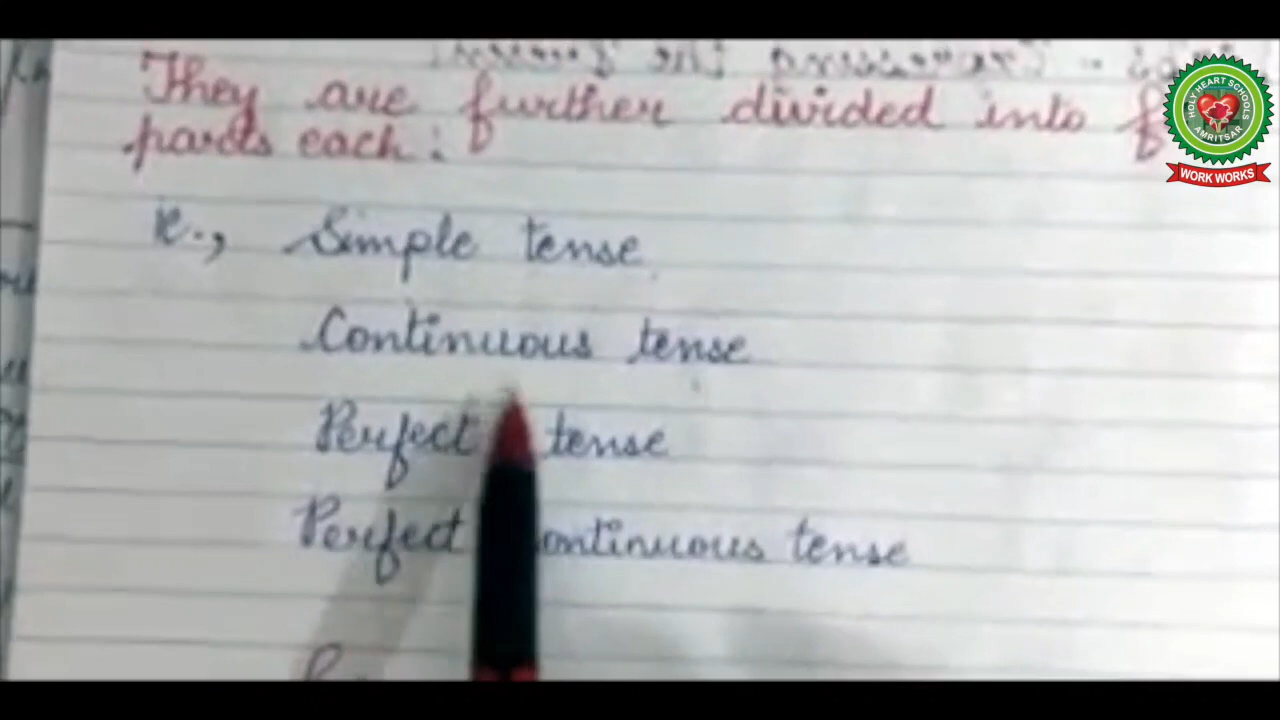 They are further divided into
parts each:
ie., Simple tense
Continuous tense
Perfect tense
Perfect ontinuous tense
HOLY HEART SCHOOLS
AMRITSAR
WORK WORKS